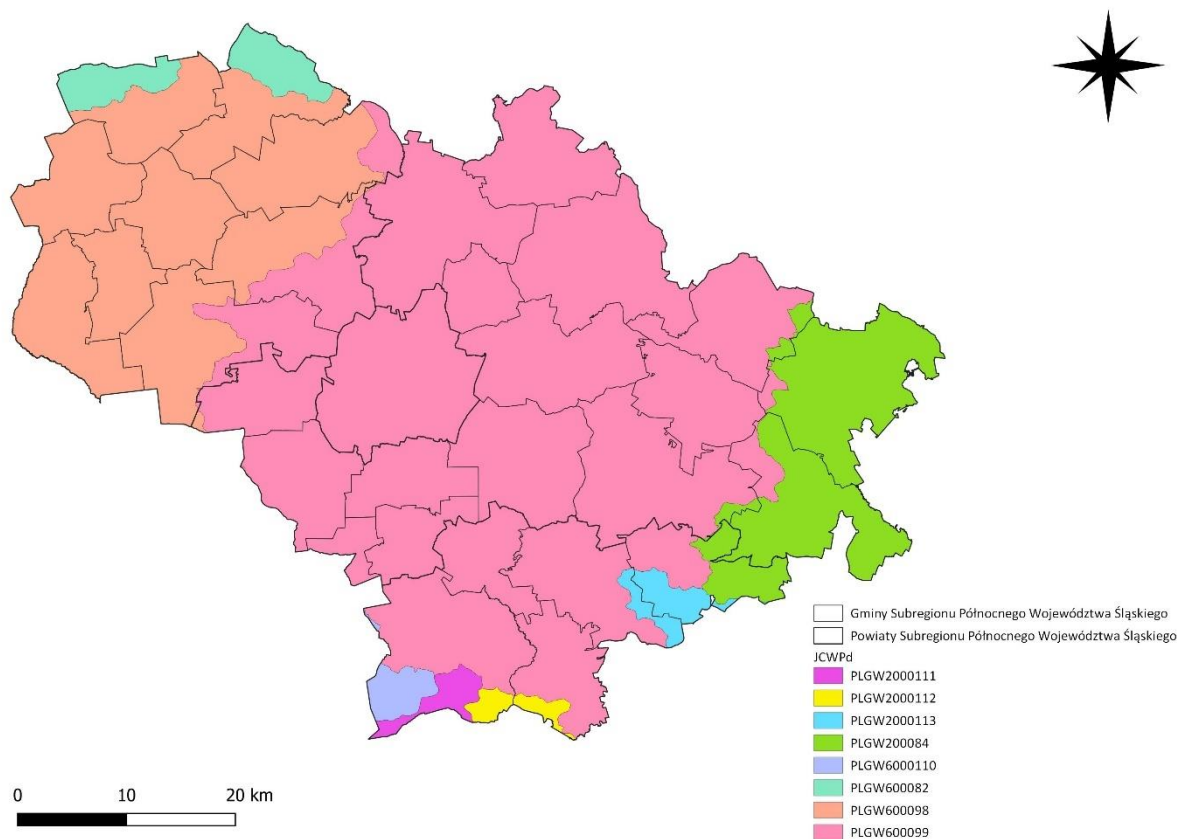 0 10 20 km
Gminy Subregionu Północnego Województwa Śląskiego
Powiaty Subregionu Północnego Województwa Śląskiego
JCWPd
PLGW2000111
PLGW2000112
PLGW2000113
PLGW200084
PLGW6000110
PLGW600082
PLGW600098
PLGW600099